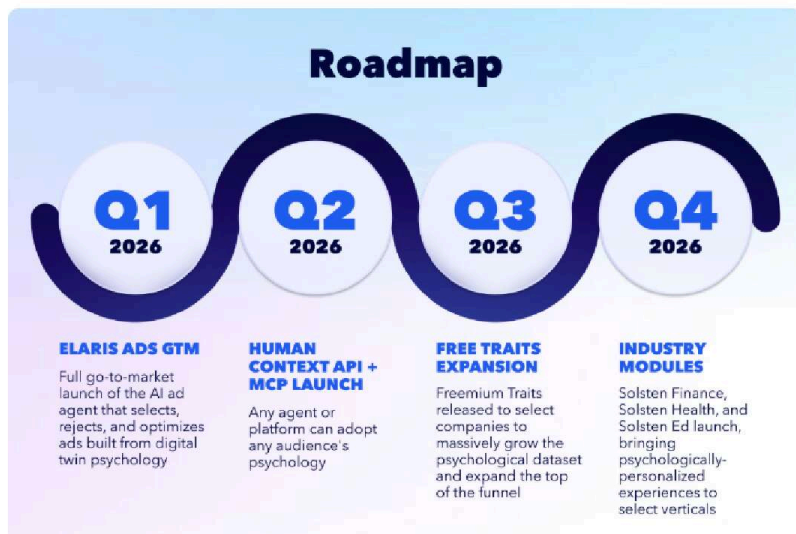 Roadmap
Q1
2026
Q2
2026
Q3
2026
Q4
2026
ELARIS ADS GTM
Full go-to-market
launch of the AI ad
agent that selects,
rejects, and optimizes
ads built from digital
twin psychology
HUMAN
CONTEXT API +
MCP LAUNCH
Any agent or
platform can adopt
any audience's
psychology
FREE TRAITS
EXPANSION
Freemium Traits
released to select
companies to
massively grow the
psychological dataset
and expand the top
of the funnel
INDUSTRY
MODULES
Solsten Finance,
Solsten Health, and
Solsten Ed launch,
bringing
psychologically-
personalized
experiences to
select verticals